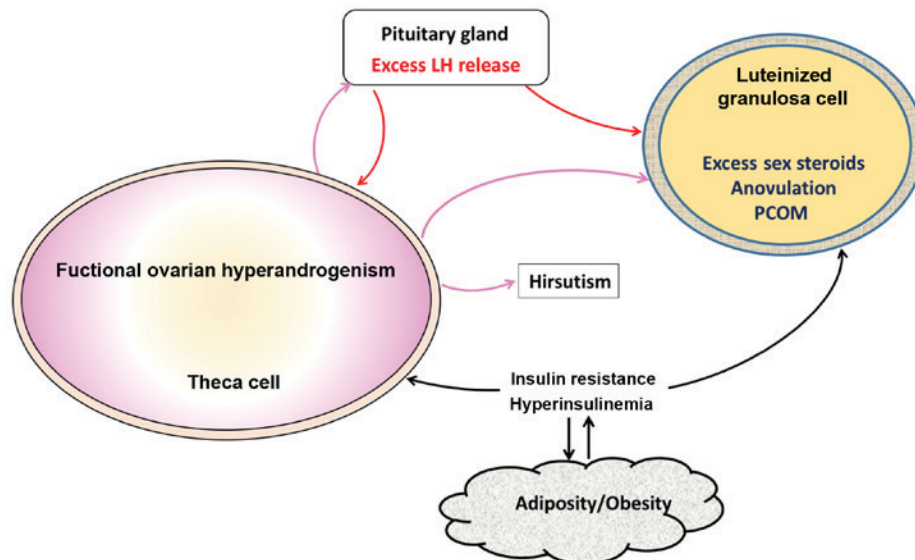 Pituitary gland
Excess LH release
Luteinized
granulosa cell
Excess sex steroids
Anovulation
PCOM
Fuctional ovarian hyperandrogenism
Hirsutism
Theca cell
Insulin resistance
Hyperinsulinemia
Adiposity/Obesity